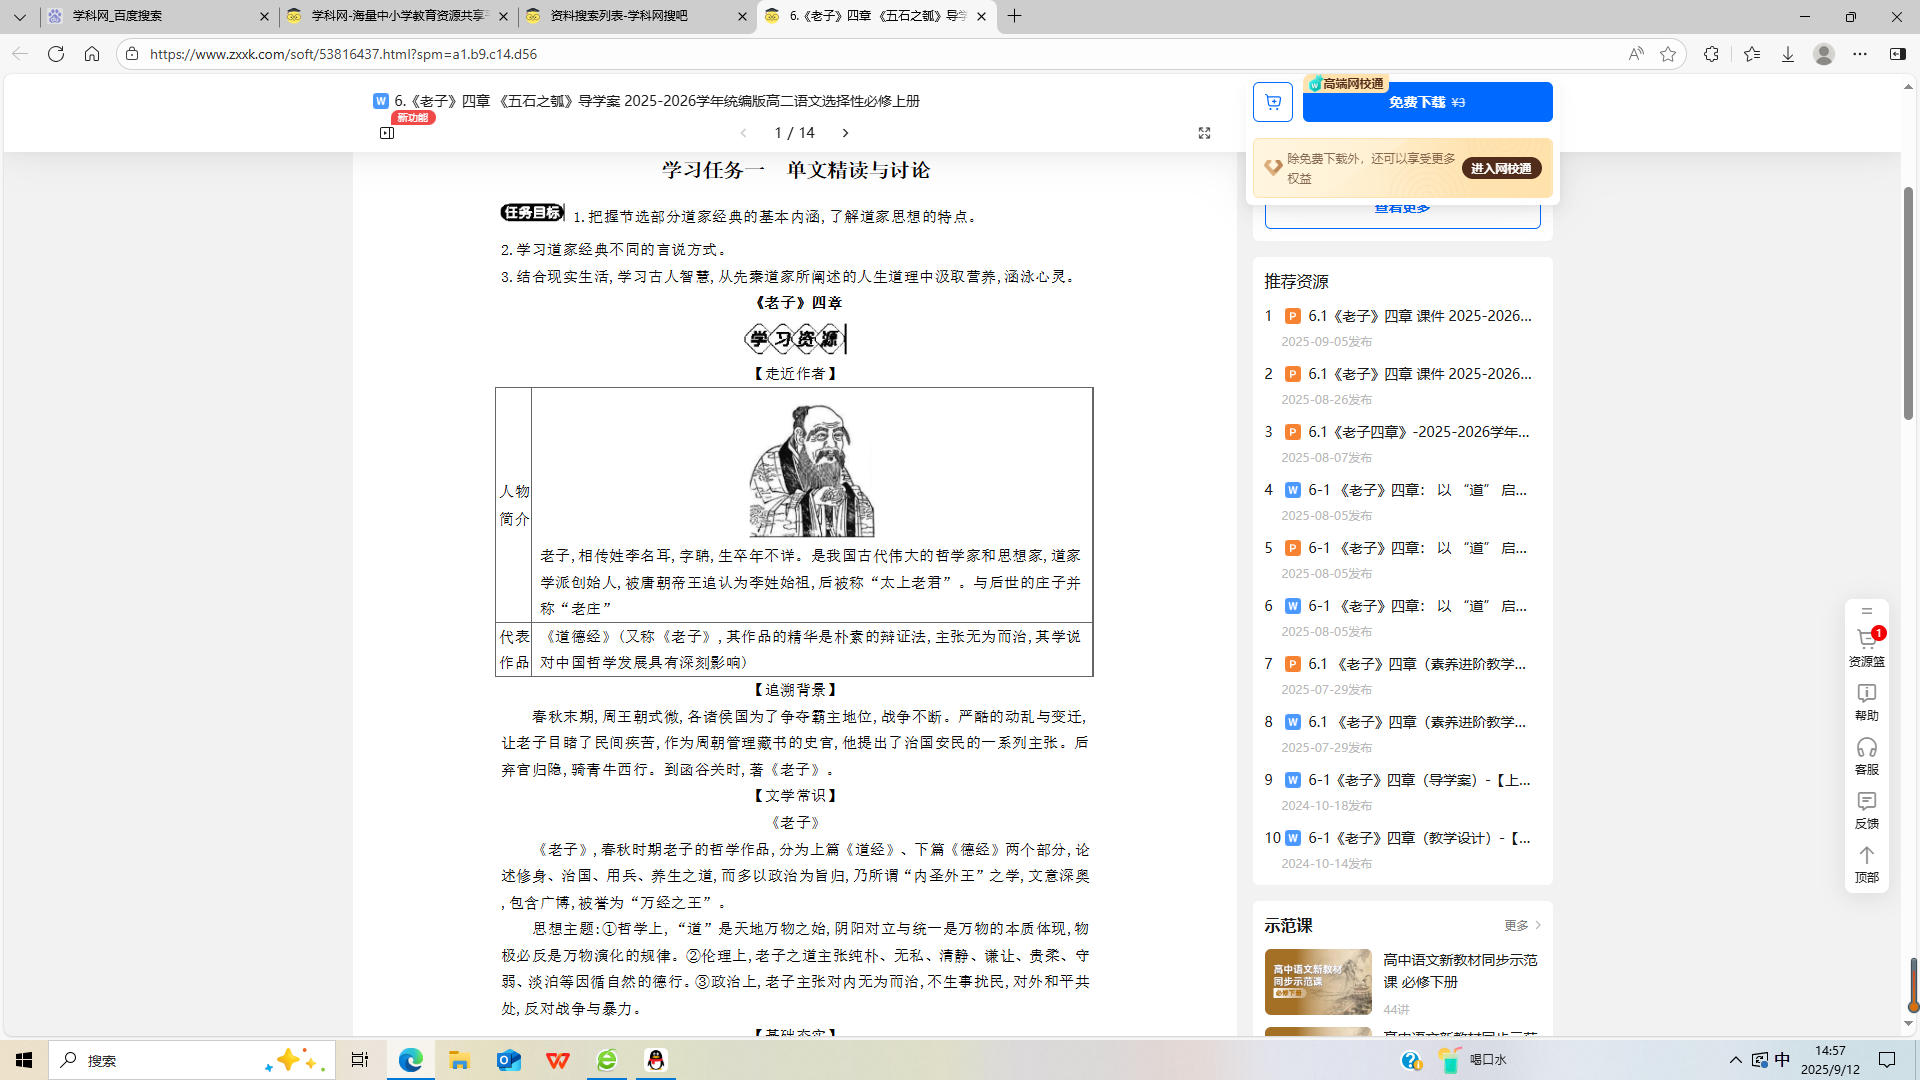 学科网_百度搜索
学科网-海量中小学教育资源共享平
资料搜索列表-学科网搜吧
6.《老子》四章 《五石之瓠》导学
https://www.zxxk.com/soft/53816437.html?spm=a1.b9.c14.d56
6.《老子》四章 《五石之瓠》导学案 2025-2026学年统编版高二语文选择性必修上册
新功能
1 / 14
高端网校通
免费下载 ¥3
除免费下载外，还可以享受更多
权益
进入网校通
查看更多
学习任务一 单文精读与讨论
任务目标 1.把握节选部分道家经典的基本内涵,了解道家思想的特点。
2.学习道家经典不同的言说方式。
3.结合现实生活,学习古人智慧,从先秦道家所阐述的人生道理中汲取营养,涵泳心灵。
《老子》四章
学习资源
【走近作者】
人物
简介
老子,相传姓李名耳,字聃,生卒年不详。是我国古代伟大的哲学家和思想家,道家
学派创始人,被唐朝帝王追认为李姓始祖,后被称“太上老君”。与后世的庄子并
称“老庄”
代表
作品
《道德经》(又称《老子》,其作品的精华是朴素的辩证法,主张无为而治,其学说
对中国哲学发展具有深刻影响)
【追溯背景】
春秋末期,周王朝式微,各诸侯国为了争夺霸主地位,战争不断。严酷的动乱与变迁,
让老子目睹了民间疾苦,作为周朝管理藏书的史官,他提出了治国安民的一系列主张。后
弃官归隐,骑青牛西行。到函谷关时,著《老子》。
【文学常识】
《老子》
《老子》,春秋时期老子的哲学作品,分为上篇《道经》、下篇《德经》两个部分,论
述修身、治国、用兵、养生之道,而多以政治为旨归,乃所谓“内圣外王”之学,文意深奥
,包含广博,被誉为“万经之王”。
思想主题:①哲学上,“道”是天地万物之始,阴阳对立与统一是万物的本质体现,物
极必反是万物演化的规律。②伦理上,老子之道主张纯朴、无私、清静、谦让、贵柔、守
弱、淡泊等因循自然的德行。③政治上,老子主张对内无为而治,不生事扰民,对外和平共
处,反对战争与暴力。
【基础夯实】
推荐资源
1 P 6.1《老子》四章 课件 2025-2026...
2025-09-05发布
2 P 6.1《老子》四章 课件 2025-2026...
2025-08-26发布
3 P 6.1《老子四章》-2025-2026学年...
2025-08-07发布
4 W 6-1 《老子》四章： 以 “道” 启...
2025-08-05发布
5 P 6-1 《老子》四章： 以 “道” 启...
2025-08-05发布
6 W 6-1 《老子》四章： 以 “道” 启...
2025-08-05发布
7 P 6.1 《老子》四章（素养进阶教学...
2025-07-29发布
8 W 6.1 《老子》四章（素养进阶教学...
2025-07-29发布
9 W 6-1《老子》四章（导学案）-【上...
2024-10-18发布
10 W 6-1《老子》四章（教学设计）-【...
2024-10-14发布
示范课
更多
高中语文新教材
同步示范课
必修下册
高中语文新教材同步示范
课 必修下册
44讲
高中语文新教材同步示范
1
资源篮
帮助
客服
反馈
顶部
搜索
喝口水
中
14:57
2025/9/12